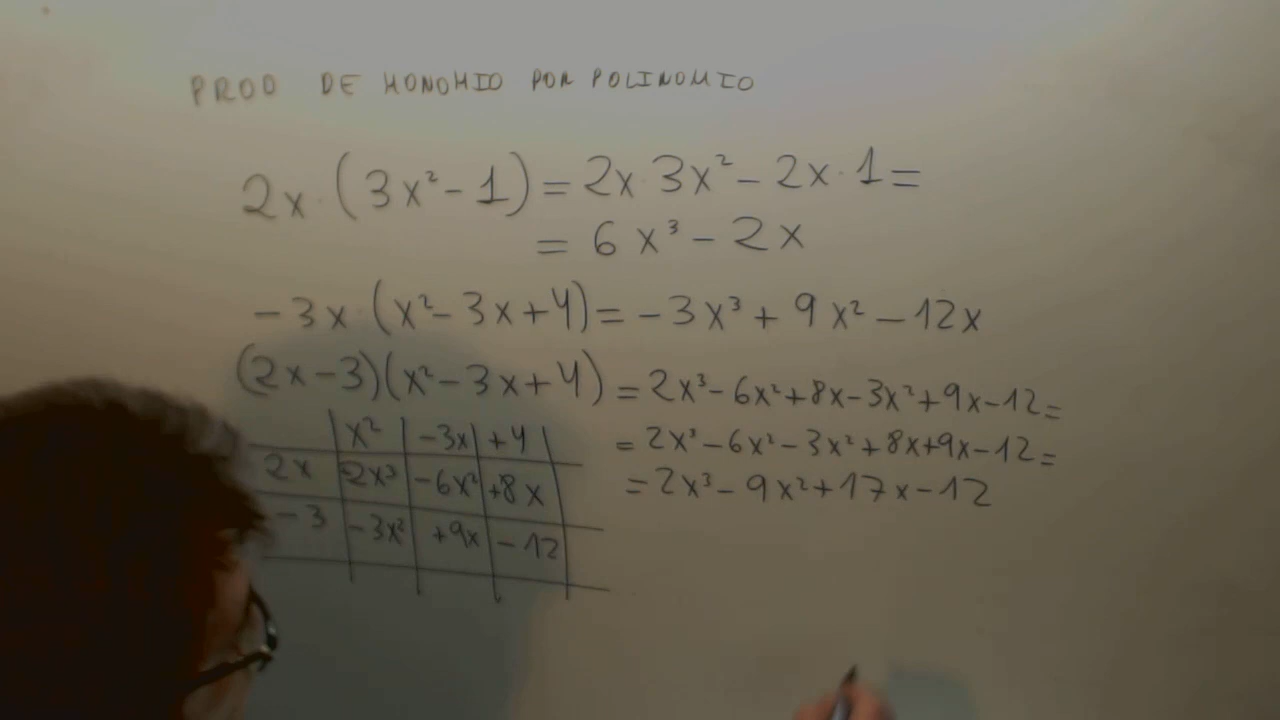 PROD DE MONOMIO POR POLINOMIO
2x · (3x² - 1) = 2x · 3x² - 2x · 1 =
= 6x³ - 2x
-3x · (x² - 3x + 4) = -3x³ + 9x² - 12x
(2x - 3)(x² - 3x + 4) = 2x³ - 6x² + 8x - 3x² + 9x - 12 =
= 2x³ - 6x² - 3x² + 8x + 9x - 12 =
= 2x³ - 9x² + 17x - 12
x² -3x +4
2x 2x³ -6x² +8x
-3 -3x² +9x -12